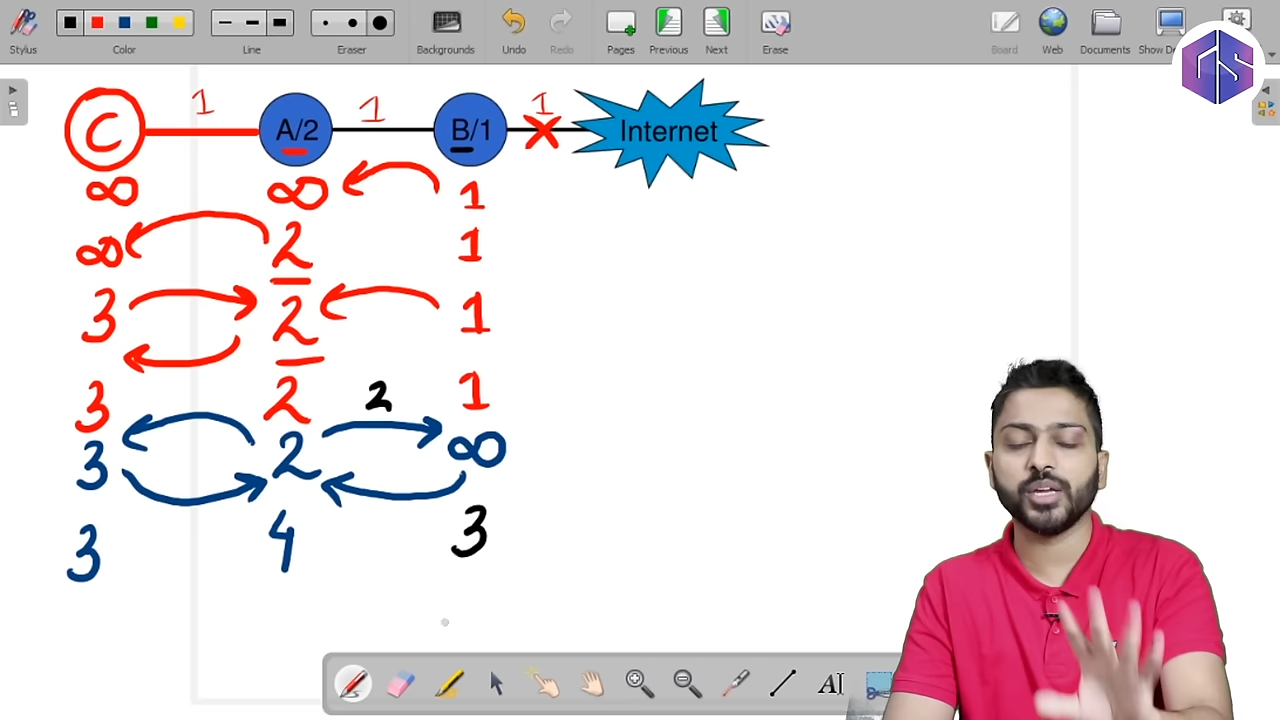 Stylus Color Line Eraser Backgrounds Undo Redo Pages Previous Next Erase Board Web Documents
C 1 A/2 1 B/1 1 Internet
∞ ∞ 1
∞ 2 1
3 2 1
3 2 2 1
3 2 ∞
3 4 3